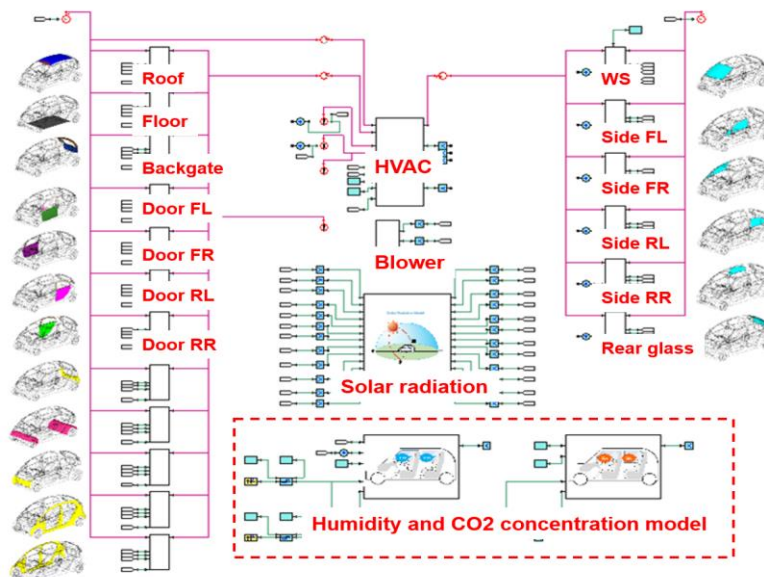 Roof
Floor
Backgate
Door FL
Door FR
Door RL
Door RR
HVAC
Blower
Solar radiation
WS
Side FL
Side FR
Side RL
Side RR
Rear glass
Humidity and CO2 concentration model